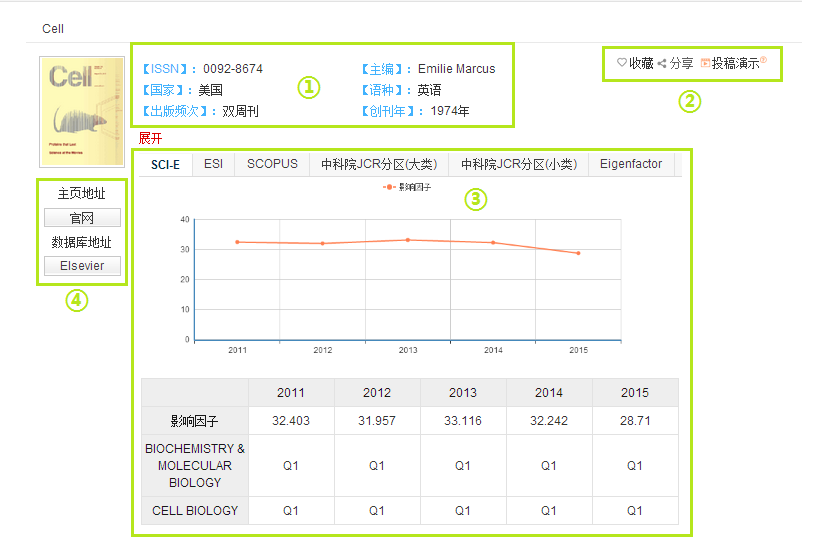 Cell
Cell
Proteins that Last
【ISSN】： 0092-8674
【主编】： Emilie Marcus
【国家】： 美国
【语种】： 英语
【出版频次】： 双周刊
【创刊年】： 1974年
①
收藏 分享 投稿演示
②
展开
SCI-E ESI SCOPUS 中科院JCR分区(大类) 中科院JCR分区(小类) Eigenfactor
影响因子
③
主页地址
官网
数据库地址
Elsevier
④
40
30
20
10
0
2011 2012 2013 2014 2015
2011 2012 2013 2014 2015
影响因子 32.403 31.957 33.116 32.242 28.71
BIOCHEMISTRY &
MOLECULAR Q1 Q1 Q1 Q1 Q1
BIOLOGY
CELL BIOLOGY Q1 Q1 Q1 Q1 Q1